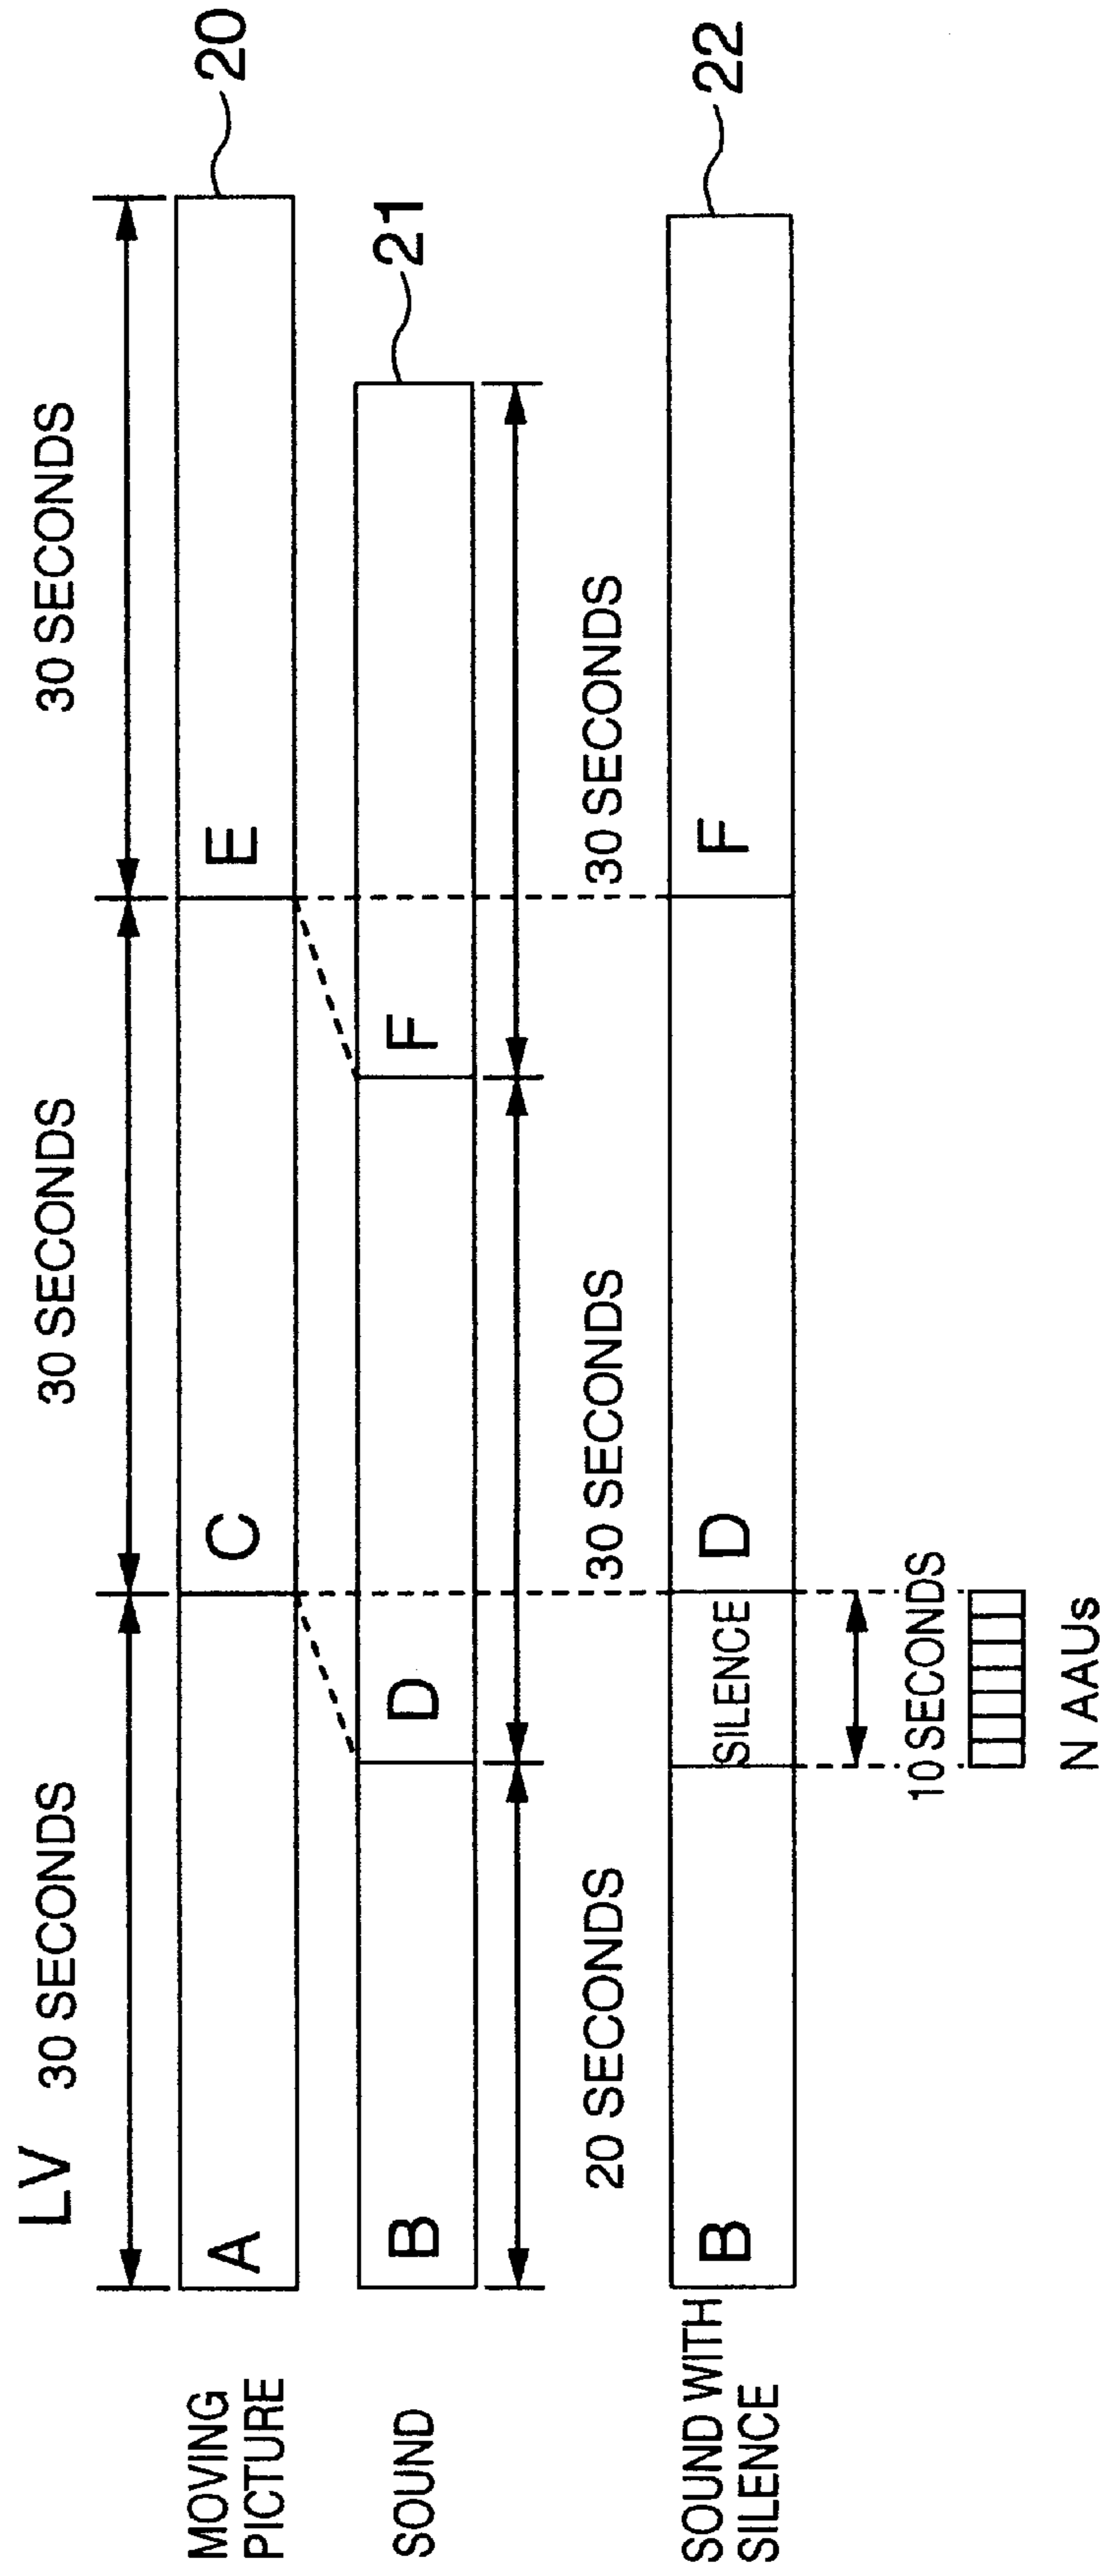 LV
30 SECONDS
30 SECONDS
30 SECONDS
MOVING
PICTURE
A
C
E
20
SOUND
B
D
F
21
20 SECONDS
30 SECONDS
30 SECONDS
SOUND WITH
SILENCE
B
SILENCE
D
F
22
10 SECONDS
N AAUs